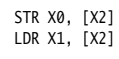 STR X0, [X2]
LDR X1, [X2]